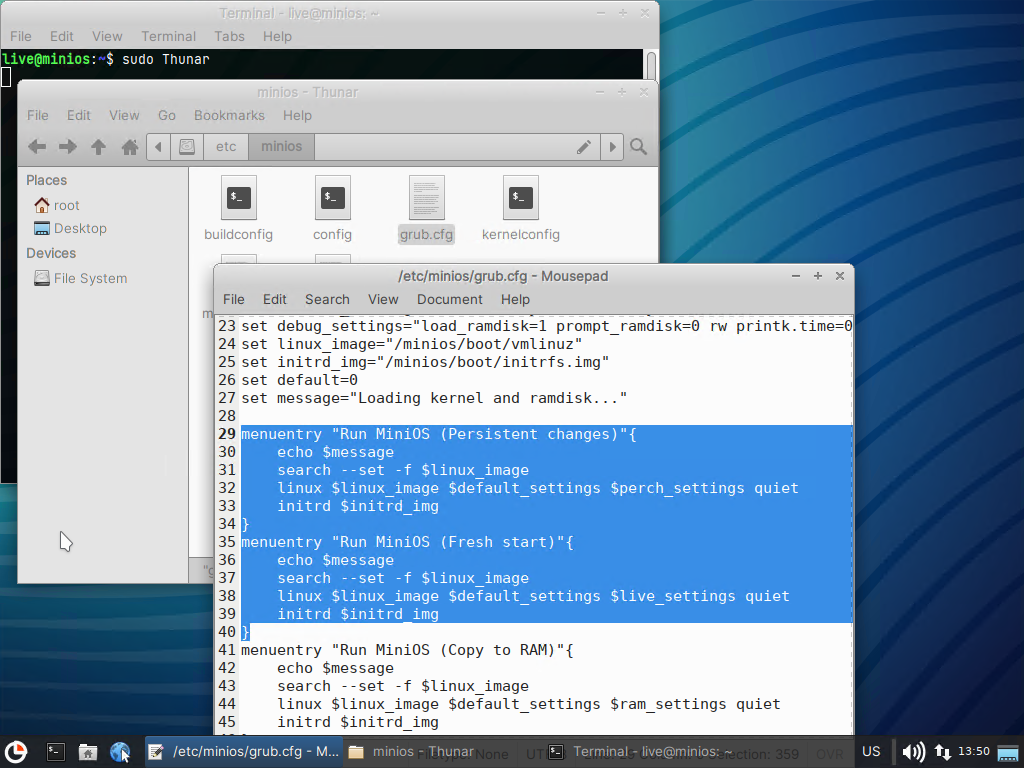 Terminal - live@minios: ~
File Edit View Terminal Tabs Help
live@minios:~$ sudo Thunar
minios - Thunar
File Edit View Go Bookmarks Help
etc minios
Places
root
Desktop
Devices
File System
buildconfig config grub.cfg kernelconfig
/etc/minios/grub.cfg - Mousepad
File Edit Search View Document Help
23 set debug_settings="load_ramdisk=1 prompt_ramdisk=0 rw printk.time=0
24 set linux_image="/minios/boot/vmlinuz"
25 set initrd_img="/minios/boot/initrfs.img"
26 set default=0
27 set message="Loading kernel and ramdisk..."
28
29 menuentry "Run MiniOS (Persistent changes)"{
30 echo $message
31 search --set -f $linux_image
32 linux $linux_image $default_settings $perch_settings quiet
33 initrd $initrd_img
34 }
35 menuentry "Run MiniOS (Fresh start)"{
36 echo $message
37 search --set -f $linux_image
38 linux $linux_image $default_settings $live_settings quiet
39 initrd $initrd_img
40 }
41 menuentry "Run MiniOS (Copy to RAM)"{
42 echo $message
43 search --set -f $linux_image
44 linux $linux_image $default_settings $ram_settings quiet
45 initrd $initrd_img
/etc/minios/grub.cfg - M... minios - Thunar Terminal - live@minios: ~ US 13:50
Selection: 359 OVR